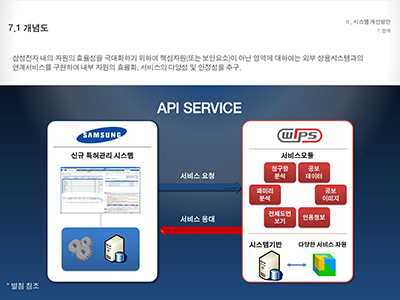 7.1 개념도
III. 시스템 개선방안
7. 연계
삼성전자 내의 자원의 효율성을 극대화하기 위하여 핵심자원(또는 보안요소)이 아닌 영역에 대하여는 외부 상용시스템과의
연계서비스를 구현하여 내부 자원의 효율화, 서비스의 다양성 및 안정성을 추구.
API SERVICE
SAMSUNG
신규 특허관리 시스템
서비스 요청
서비스 응대
WIPS
서비스모듈
청구항
분석
공보
데이터
패미리
분석
공보
이미지
전체도면
보기
인용정보
시스템기반
다양한 서비스 자원
* 별첨 참조